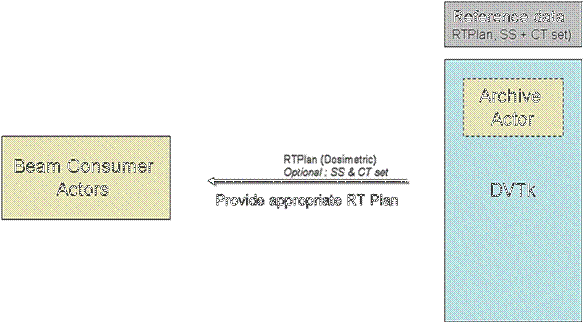 Reference data
RTPlan, SS + CT set)
Archive
Actor
DVTk
RTPlan (Dosimetric)
Optional : SS & CT set
Provide appropriate RT Plan
Beam Consumer
Actors